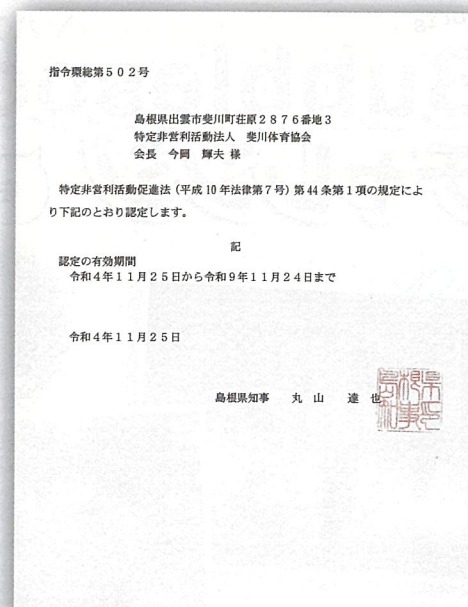 指令環総第５０２号
島根県出雲市斐川町荘原２８７６番地３
特定非営利活動法人　斐川体育協会
会長　今岡　輝夫 様
特定非営利活動促進法（平成 10 年法律第７号）第 44 条第１項の規定によ
り下記のとおり認定します。
記
認定の有効期間
令和４年１１月２５日から令和９年１１月２４日まで
令和４年１１月２５日
島根県知事　丸　山　達　也